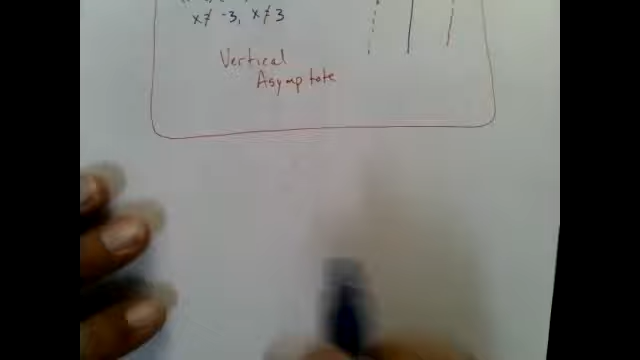 x ≠ -3, x ≠ 3
Vertical
Asymptote